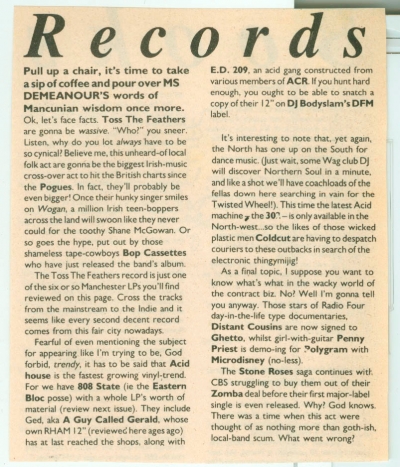 Records
Pull up a chair, it's time to take
a sip of coffee and pour over MS
DEMEANOUR'S words of
Mancunian wisdom once more.
Ok, let's face facts. Toss The Feathers
are gonna be massive. "Who?" you sneer.
Listen, why do you lot always have to be
so cynical? Believe me, this unheard-of local
folk act are gonna be the biggest Irish-music
cross-over act to hit the British charts since
the Pogues. In fact, they'll probably be
even bigger! Once their hunky singer smiles
on Wogan, a million Irish teen-boppers
across the land will swoon like they never
could for the toothy Shane McGowan. Or
so goes the hype, put out by those
shameless tape-cowboys Bop Cassettes
who have just released the band's album.
The Toss The Feathers record is just one
of the six or so Manchester LPs you'll find
reviewed on this page. Cross the tracks
from the mainstream to the Indie and it
seems like every second decent record
comes from this fair city nowadays.
Fearful of even mentioning the subject
for appearing like I'm trying to be, God
forbid, trendy, it has to be said that Acid
house is the fastest growing vinyl-trend.
For we have 808 State (ie the Eastern
Bloc posse) with a whole LP's worth of
material (review next issue). They include
Ged, aka A Guy Called Gerald, whose
own RHAM 12" (reviewed here ages ago)
has at last reached the shops, along with
E.D. 209, an acid gang constructed from
various members of ACR. If you hunt hard
enough, you ought to be able to snatch a
copy of their 12" on DJ Bodyslam's DFM
label.
It's interesting to note that, yet again,
the North has one up on the South for
dance music. (Just wait, some Wag club DJ
will discover Northern Soul in a minute,
and like a shot we'll have coachloads of the
fellas down here searching in vain for the
Twisted Wheel!). This time the latest Acid
machine, the 307 – is only available in the
North-west...so the likes of those wicked
plastic men Coldcut are having to despatch
couriers to these outbacks in search of the
electronic thingymijig!
As a final topic, I suppose you want to
know what's what in the wacky world of
the contract biz. No? Well I'm gonna tell
you anyway. Those stars of Radio Four
day-in-the-life type documentaries,
Distant Cousins are now signed to
Ghetto, whilst girl-with-guitar Penny
Priest is demo-ing for Polygram with
Microdisney (no-less).
The Stone Roses saga continues with
CBS struggling to buy them out of their
Zomba deal before their first major-label
single is even released. Why? God knows.
There was a time when this act were
thought of as nothing more than goth-ish,
local-band scum. What went wrong?